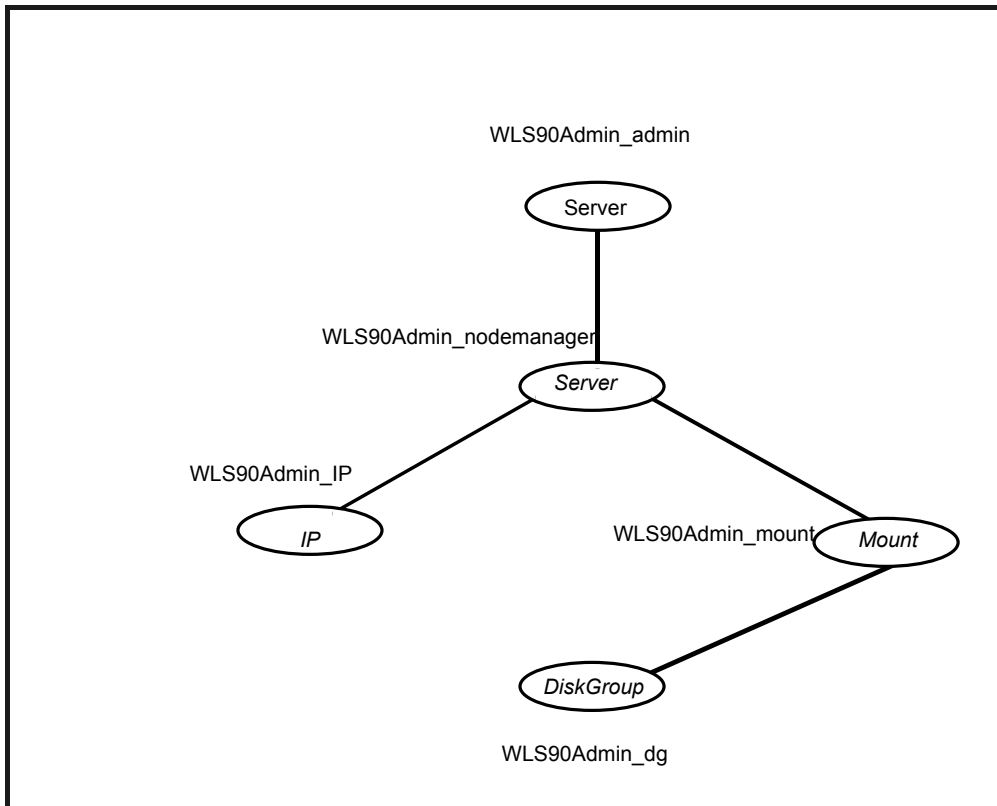 WLS90Admin_admin
Server
WLS90Admin_nodemanager
Server
WLS90Admin_IP
IP
WLS90Admin_mount
Mount
DiskGroup
WLS90Admin_dg